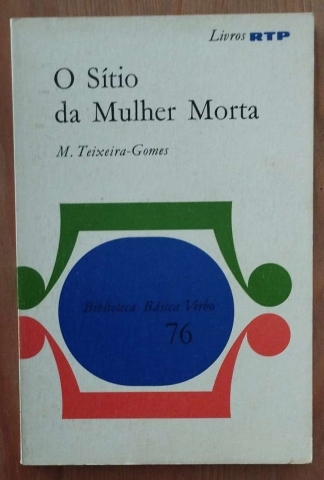 Livros RTP
O Sítio
da Mulher Morta
M. Teixeira-Gomes
Biblioteca Básica Verbo
76